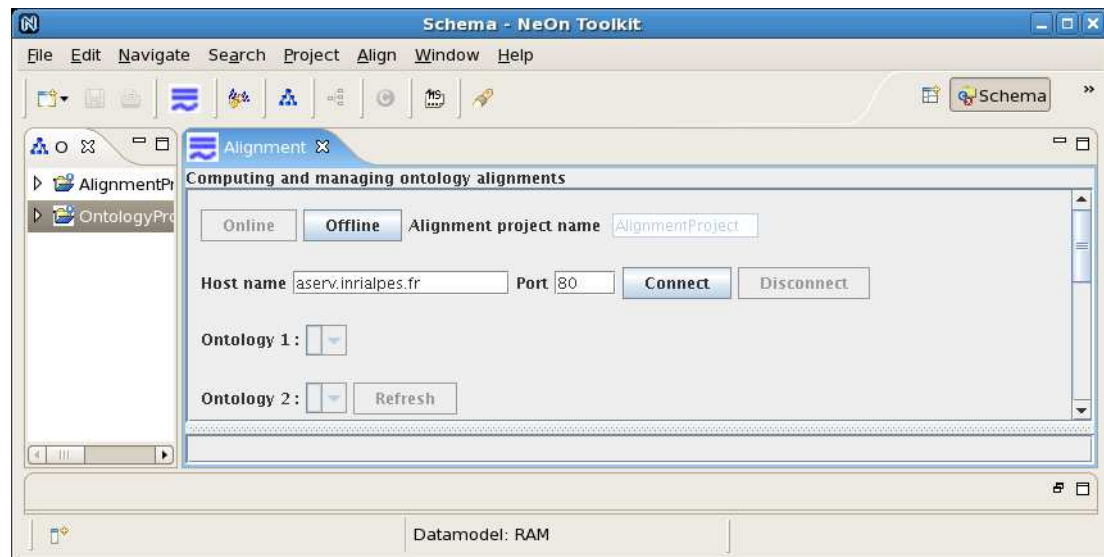 Schema - NeOn Toolkit
File Edit Navigate Search Project Align Window Help
Schema
O
Alignment
AlignmentPr
Computing and managing ontology alignments
OntologyPro
Online Offline Alignment project name AlignmentProject
Host name aserv.inrialpes.fr Port 80 Connect Disconnect
Ontology 1 :
Ontology 2 : Refresh
Datamodel: RAM